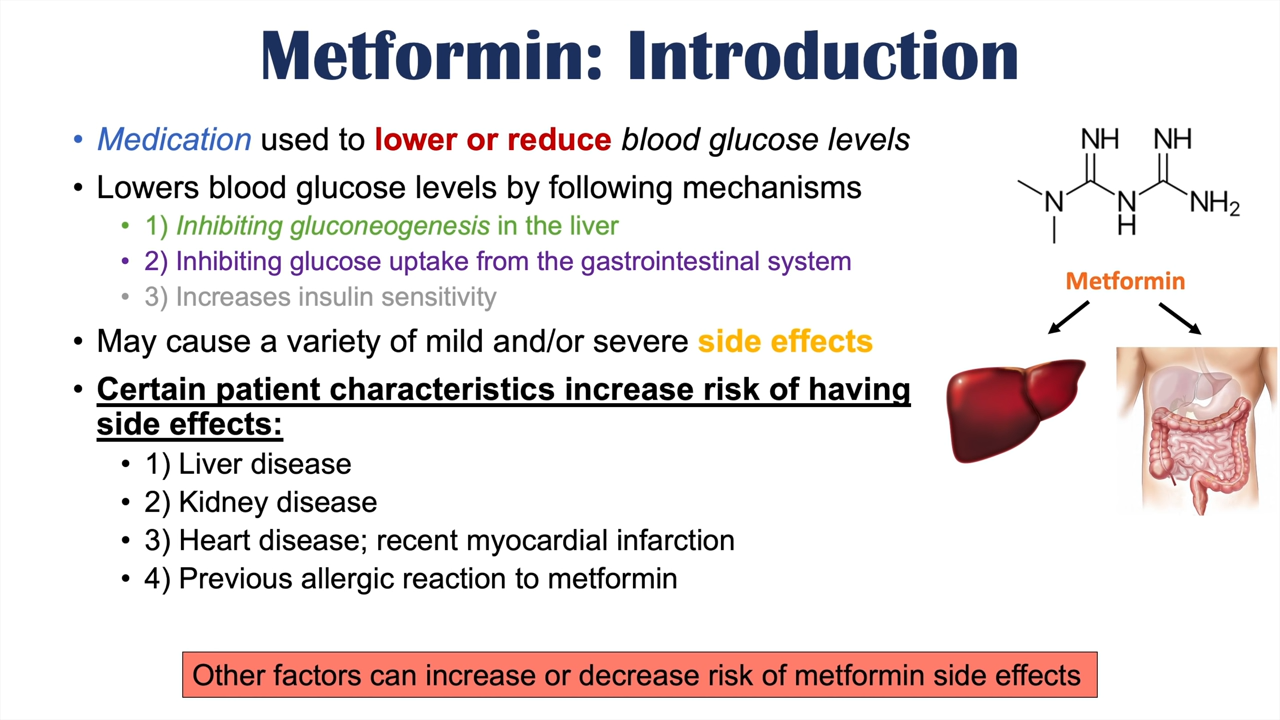 Metformin: Introduction
• Medication used to lower or reduce blood glucose levels
• Lowers blood glucose levels by following mechanisms
• 1) Inhibiting gluconeogenesis in the liver
• 2) Inhibiting glucose uptake from the gastrointestinal system
• 3) Increases insulin sensitivity
• May cause a variety of mild and/or severe side effects
• Certain patient characteristics increase risk of having
side effects:
• 1) Liver disease
• 2) Kidney disease
• 3) Heart disease; recent myocardial infarction
• 4) Previous allergic reaction to metformin
NH NH
N N NH2
H
Metformin
Other factors can increase or decrease risk of metformin side effects